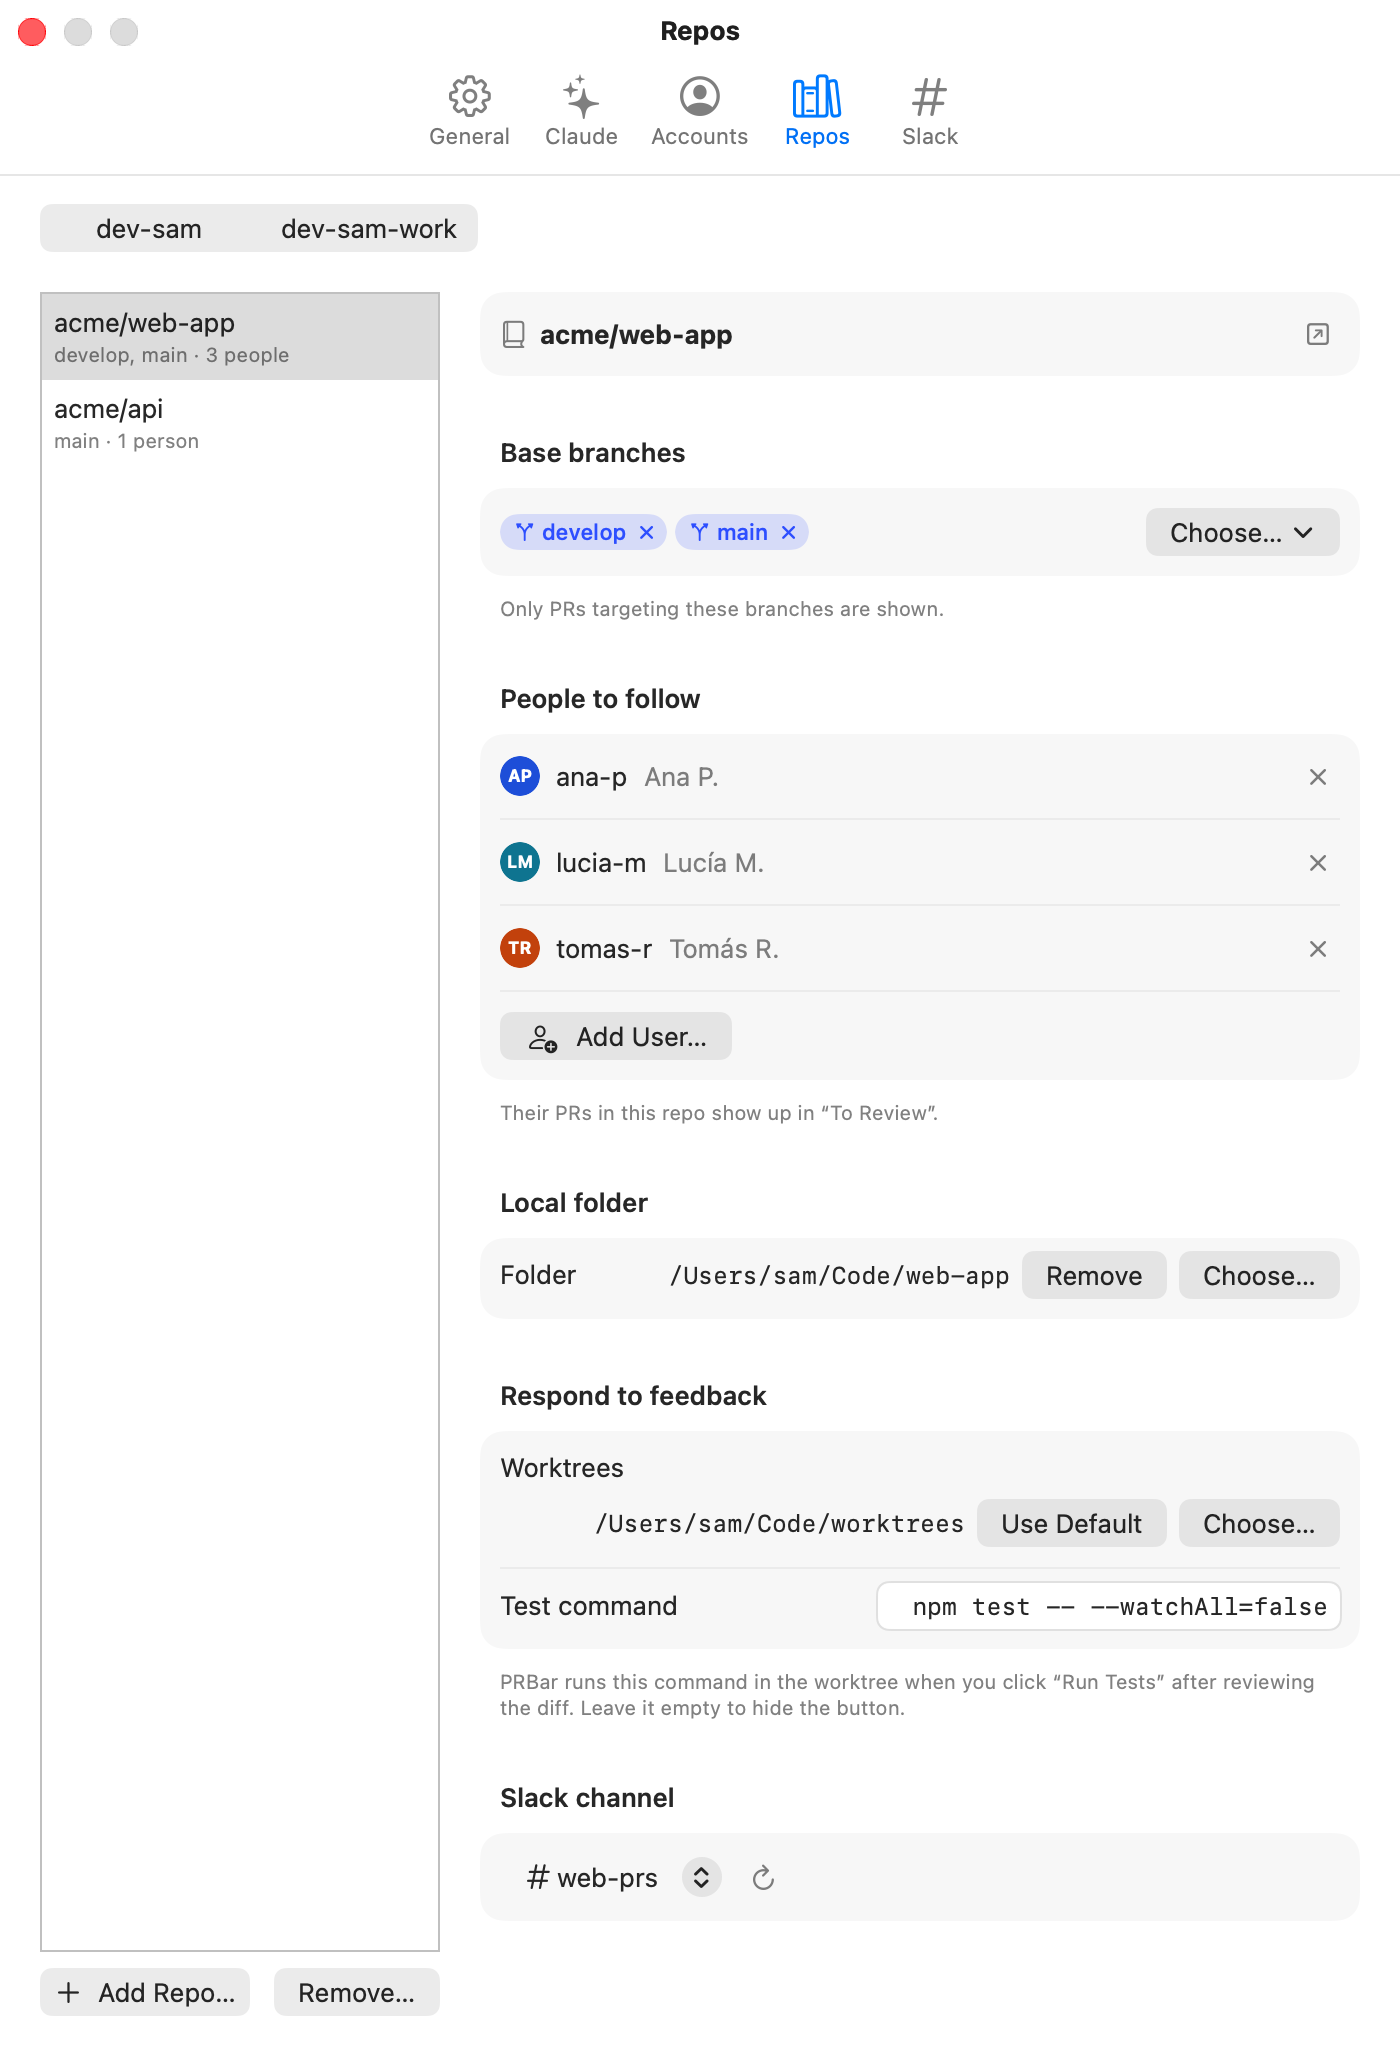 Repos
General
Claude
Accounts
Repos
Slack
dev-sam
dev-sam-work
acme/web-app
develop, main · 3 people
acme/api
main · 1 person
acme/web-app
Base branches
develop
main
Choose...
Only PRs targeting these branches are shown.
People to follow
AP ana-p Ana P.
LM lucia-m Lucía M.
TR tomas-r Tomás R.
Add User...
Their PRs in this repo show up in “To Review”.
Local folder
Folder /Users/sam/Code/web-app Remove Choose...
Respond to feedback
Worktrees
/Users/sam/Code/worktrees Use Default Choose...
Test command npm test -- --watchAll=false
PRBar runs this command in the worktree when you click “Run Tests” after reviewing
the diff. Leave it empty to hide the button.
Slack channel
# web-prs
+ Add Repo...
Remove...